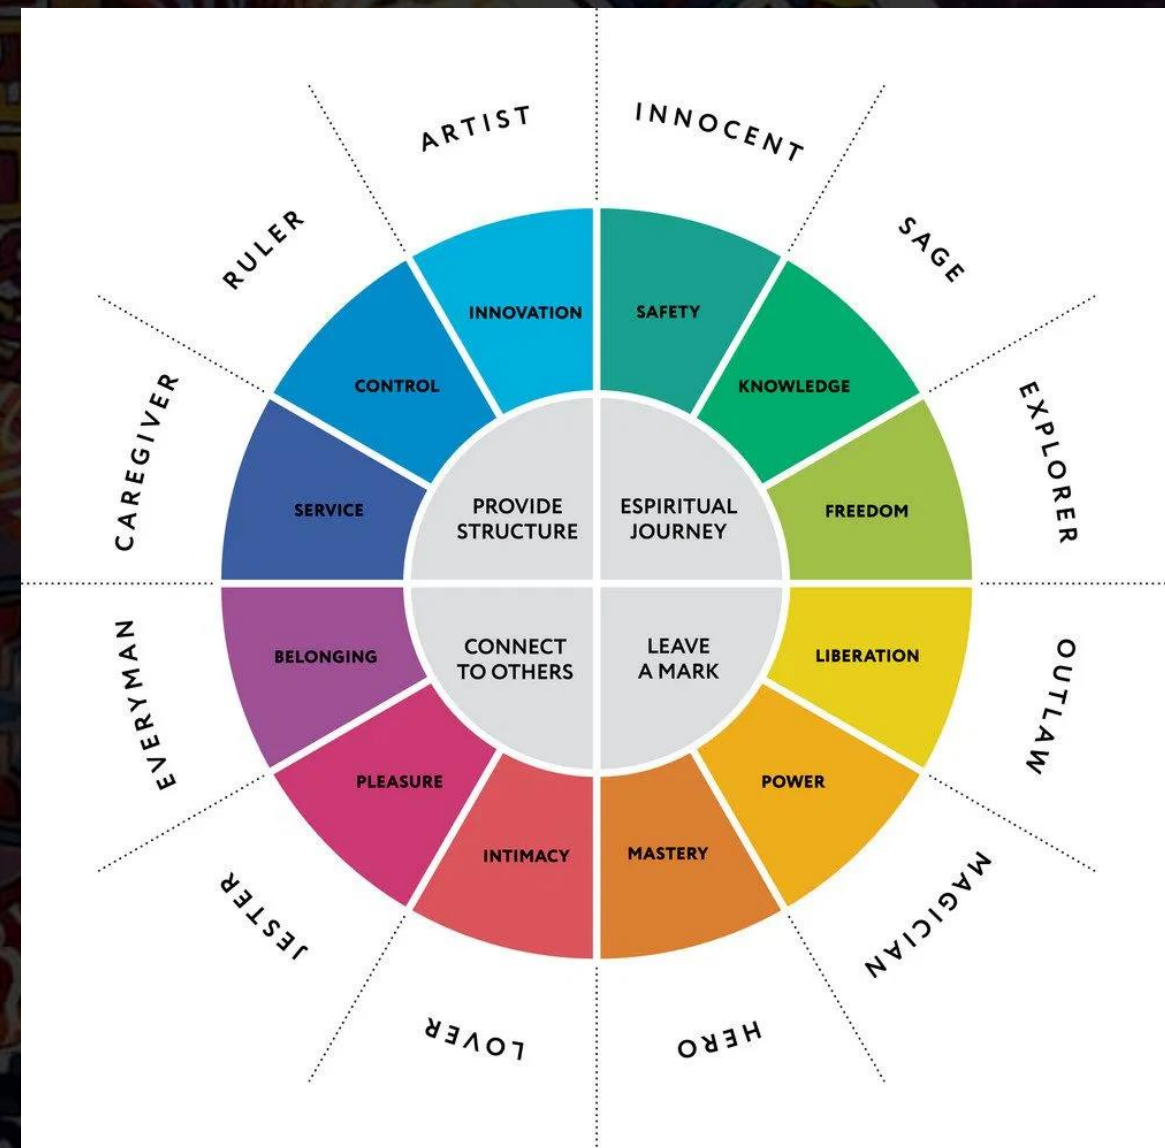 ARTIST
INNOCENT
RULER
SAGE
CAREGIVER
EXPLORER
EVERYMAN
OUTLAW
JESTER
MAGICIAN
LOVER
HERO
INNOVATION
SAFETY
CONTROL
KNOWLEDGE
SERVICE
FREEDOM
BELONGING
LIBERATION
PLEASURE
POWER
INTIMACY
MASTERY
PROVIDE
STRUCTURE
ESPIRITUAL
JOURNEY
CONNECT
TO OTHERS
LEAVE
A MARK